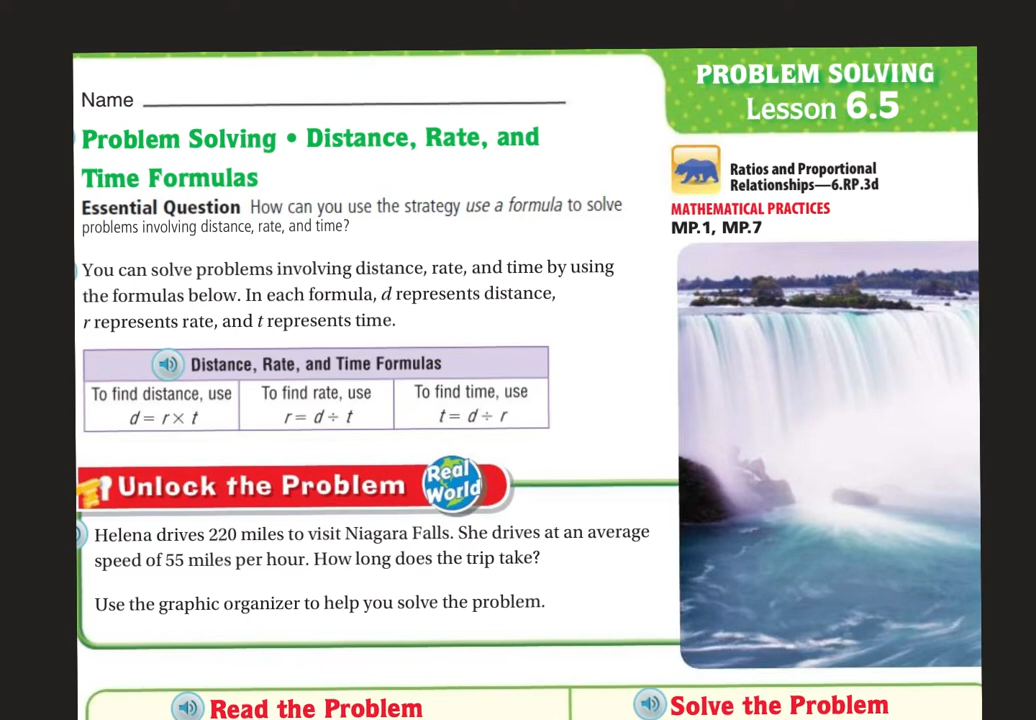 PROBLEM SOLVING
Lesson 6.5
Name
Problem Solving • Distance, Rate, and
Time Formulas
Ratios and Proportional
Relationships—6.RP.3d
MATHEMATICAL PRACTICES
MP.1, MP.7
Essential Question How can you use the strategy use a formula to solve
problems involving distance, rate, and time?
You can solve problems involving distance, rate, and time by using
the formulas below. In each formula, d represents distance,
r represents rate, and t represents time.
Distance, Rate, and Time Formulas
To find distance, use
d = r × t
To find rate, use
r = d ÷ t
To find time, use
t = d ÷ r
Unlock the Problem
Real
World
Helena drives 220 miles to visit Niagara Falls. She drives at an average
speed of 55 miles per hour. How long does the trip take?
Use the graphic organizer to help you solve the problem.
Read the Problem
Solve the Problem